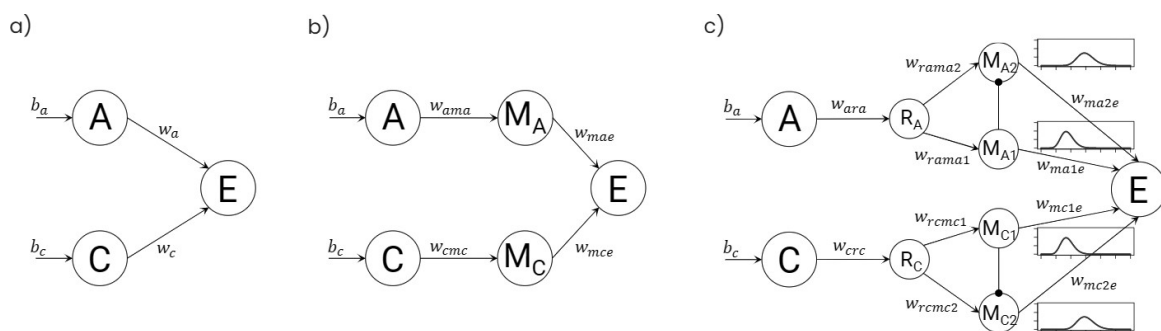 a)
b_a
A
w_a
E
b_c
C
w_c
b)
b_a
A
w_ama
M_A
w_mae
E
b_c
C
w_cmc
M_C
w_mce
c)
b_a
A
w_ara
R_A
w_rama2
M_A2
w_ma2e
w_rama1
M_A1
w_ma1e
E
b_c
C
w_crc
R_C
w_rcmc1
M_C1
w_mc1e
w_rcmc2
M_C2
w_mc2e